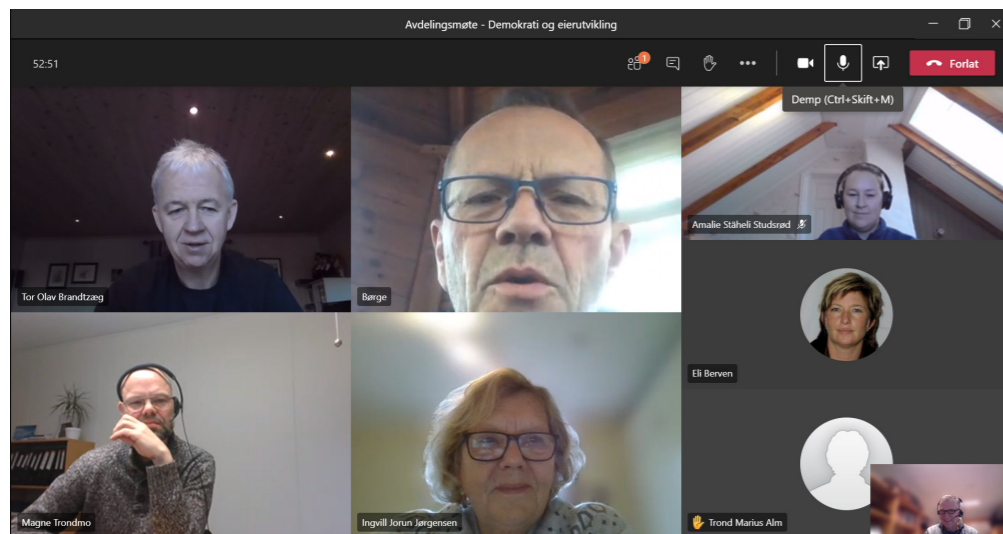 Avdelingsmøte - Demokrati og eierutvikling
52:51
1
Forlat
Demp (Ctrl+Skift+M)
Tor Olav Brandtzæg
Børge
Amalie Stäheli Studsrød
Eli Berven
Magne Trondmo
Ingvill Jorun Jørgensen
Trond Marius Alm